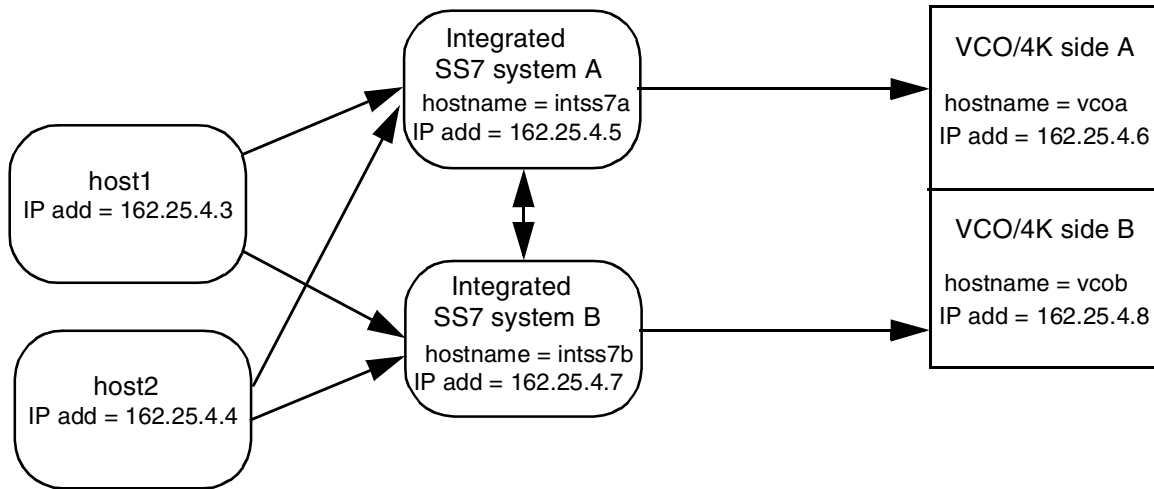 host1
IP add = 162.25.4.3
host2
IP add = 162.25.4.4
Integrated
SS7 system A
hostname = intss7a
IP add = 162.25.4.5
Integrated
SS7 system B
hostname = intss7b
IP add = 162.25.4.7
VCO/4K side A
hostname = vcoa
IP add = 162.25.4.6
VCO/4K side B
hostname = vcob
IP add = 162.25.4.8